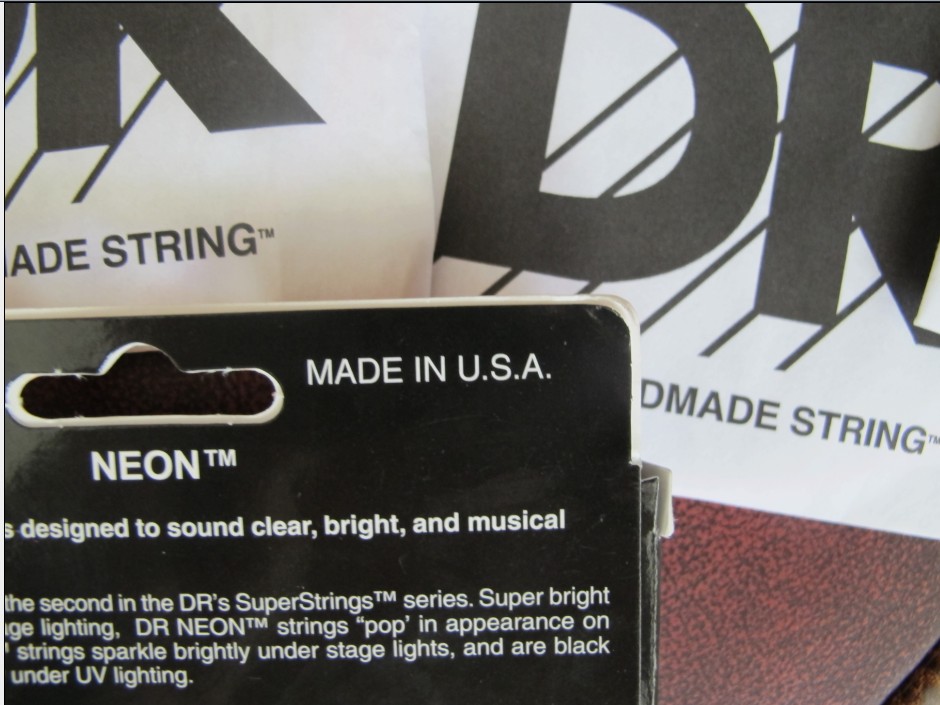 DR
ADE STRING™
DMADE STRING™
MADE IN U.S.A.
NEON™
s designed to sound clear, bright, and musical
the second in the DR's SuperStrings™ series. Super bright
ge lighting, DR NEON™ strings “pop’ in appearance on
strings sparkle brightly under stage lights, and are black
under UV lighting.